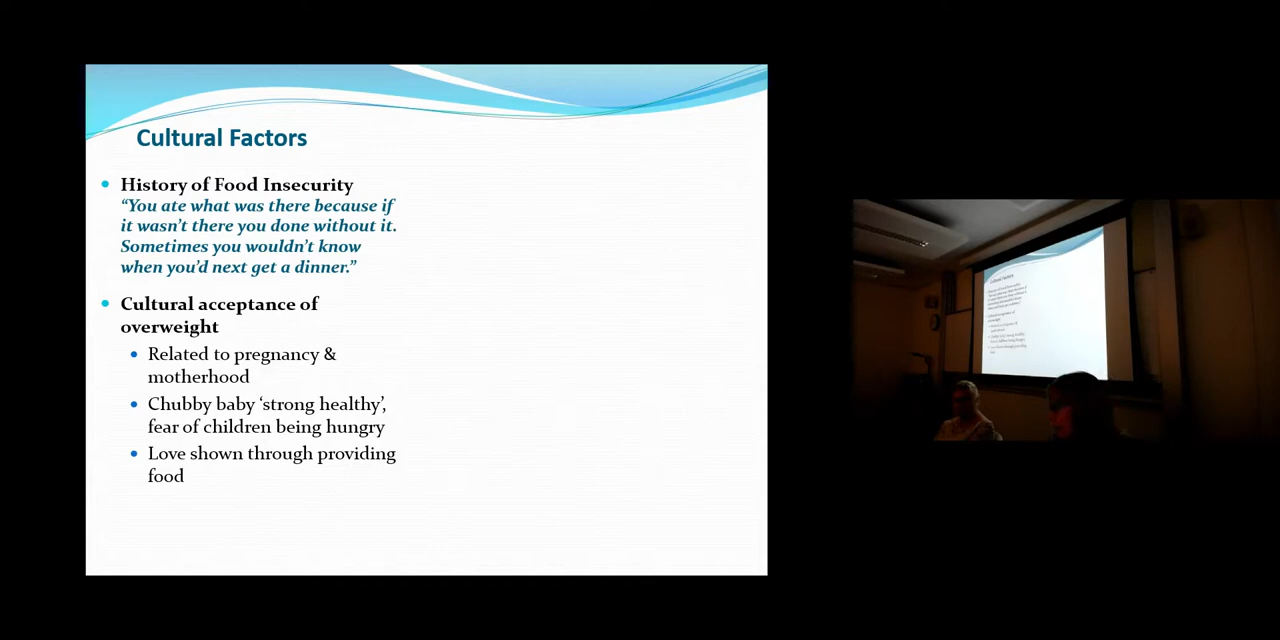 Cultural Factors
History of Food Insecurity
“You ate what was there because if
it wasn’t there you done without it.
Sometimes you wouldn’t know
when you’d next get a dinner.”
Cultural acceptance of
overweight
Related to pregnancy &
motherhood
Chubby baby ‘strong healthy’,
fear of children being hungry
Love shown through providing
food
Cultural Factors